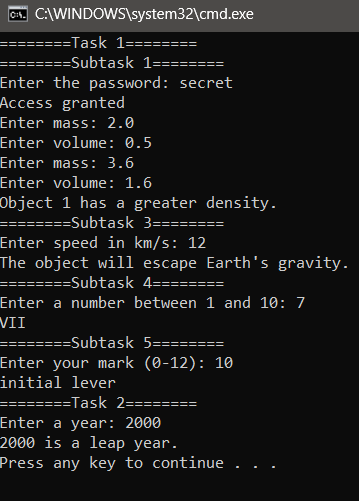 C:\WINDOWS\system32\cmd.exe
========Task 1========
========Subtask 1========
Enter the password: secret
Access granted
Enter mass: 2.0
Enter volume: 0.5
Enter mass: 3.6
Enter volume: 1.6
Object 1 has a greater density.
========Subtask 3========
Enter speed in km/s: 12
The object will escape Earth's gravity.
========Subtask 4========
Enter a number between 1 and 10: 7
VII
========Subtask 5========
Enter your mark (0-12): 10
initial lever
========Task 2========
Enter a year: 2000
2000 is a leap year.
Press any key to continue . . .